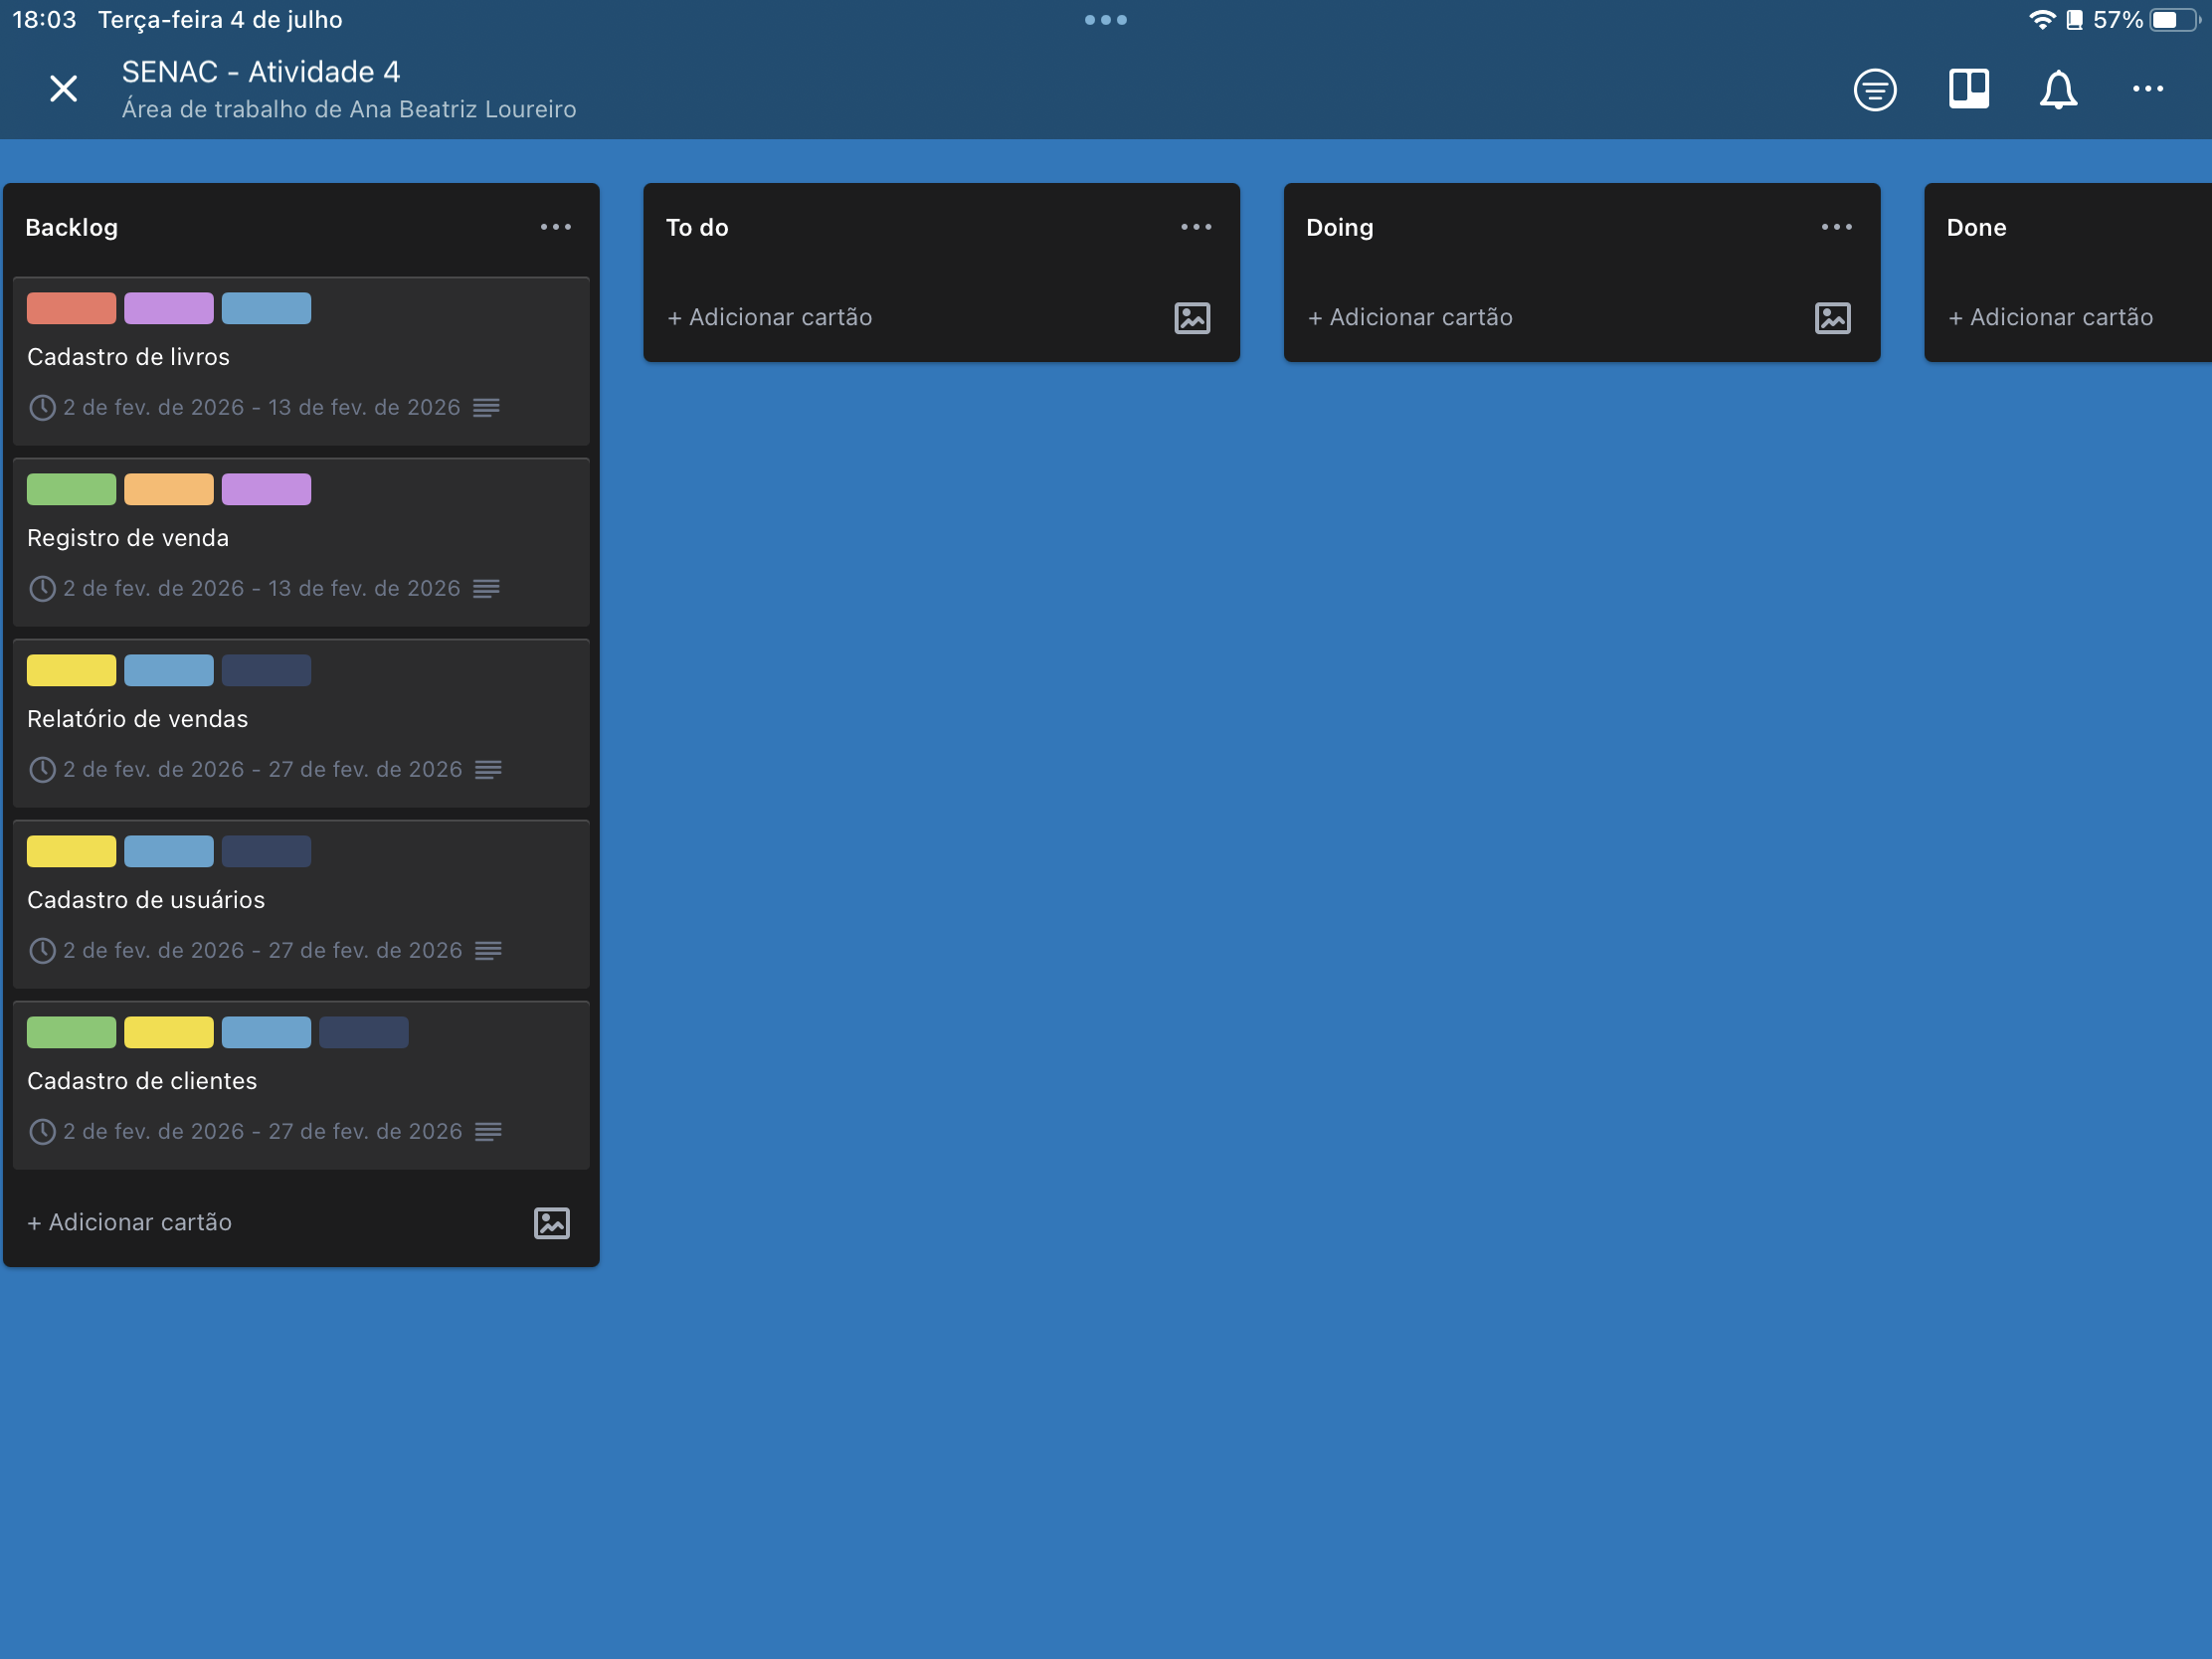 18:03 Terça-feira 4 de julho
57%
SENAC - Atividade 4
Área de trabalho de Ana Beatriz Loureiro
Backlog
Cadastro de livros
2 de fev. de 2026 - 13 de fev. de 2026
Registro de venda
2 de fev. de 2026 - 13 de fev. de 2026
Relatório de vendas
2 de fev. de 2026 - 27 de fev. de 2026
Cadastro de usuários
2 de fev. de 2026 - 27 de fev. de 2026
Cadastro de clientes
2 de fev. de 2026 - 27 de fev. de 2026
+ Adicionar cartão
To do
+ Adicionar cartão
Doing
+ Adicionar cartão
Done
+ Adicionar cartão